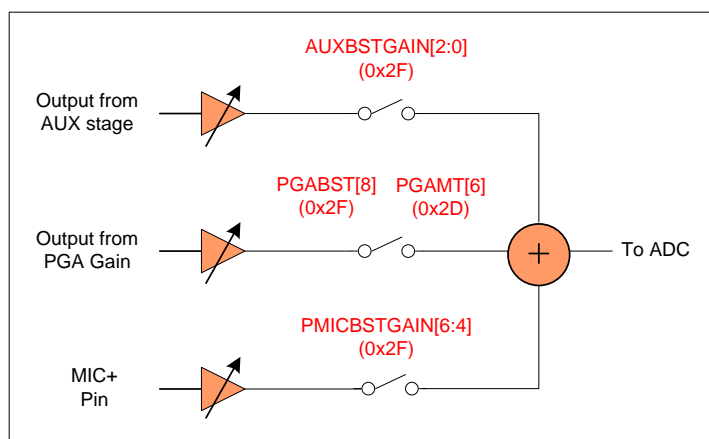 AUXBSTGAIN[2:0]
(0x2F)
Output from
AUX stage
PGABST[8] PGAMT[6]
(0x2F) (0x2D)
Output from
PGA Gain
+
To ADC
PMICBSTGAIN[6:4]
(0x2F)
MIC+
Pin